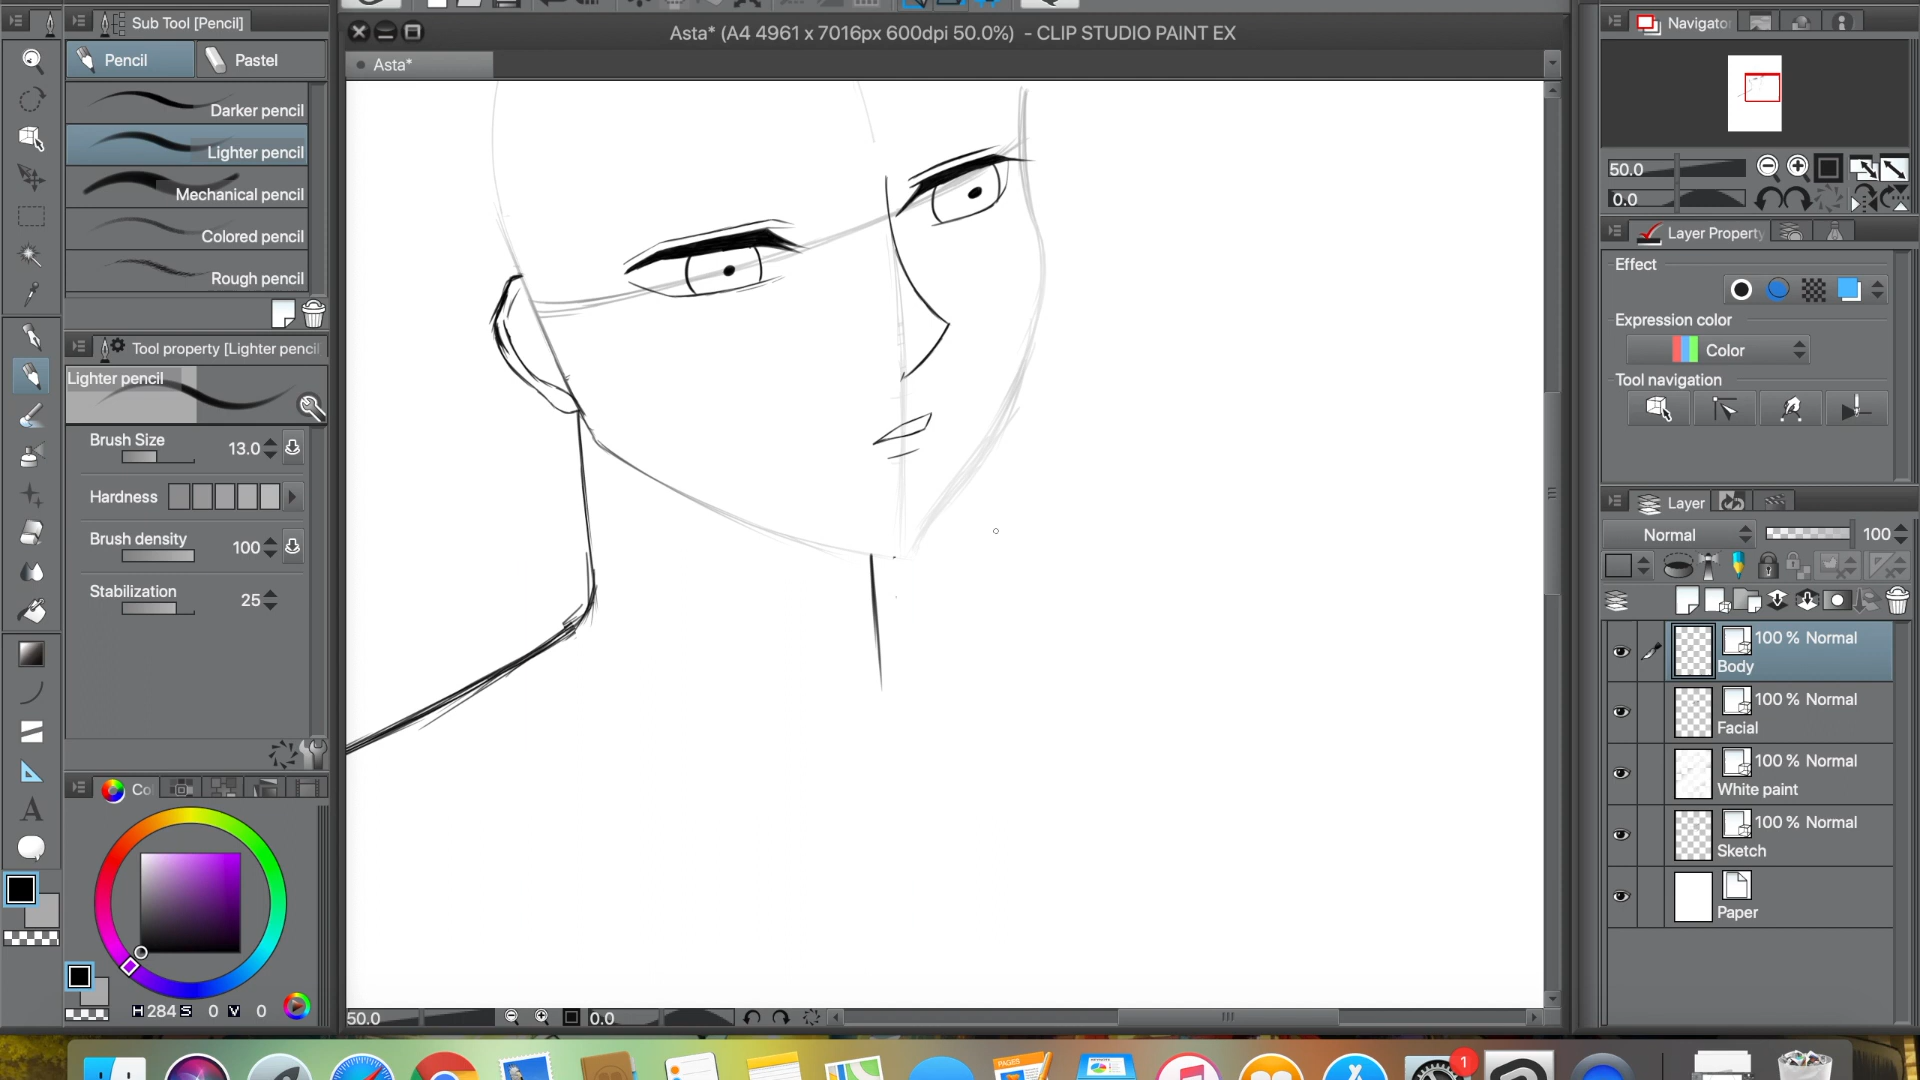 Sub Tool [Pencil]
Pencil
Pastel
Darker pencil
Lighter pencil
Mechanical pencil
Colored pencil
Rough pencil
Tool property [Lighter pencil
Lighter pencil
Brush Size
13.0
Hardness
Brush density
100
Stabilization
25
Co
H 284 S 0 V 0
Asta* (A4 4961 x 7016px 600dpi 50.0%) - CLIP STUDIO PAINT EX
Asta*
50.0
0.0
Navigator
50.0
0.0
Layer Property
Effect
Expression color
Color
Tool navigation
Layer
Normal
100
100 % Normal
Body
100 % Normal
Facial
100 % Normal
White paint
100 % Normal
Sketch
Paper
A
PAGES
1